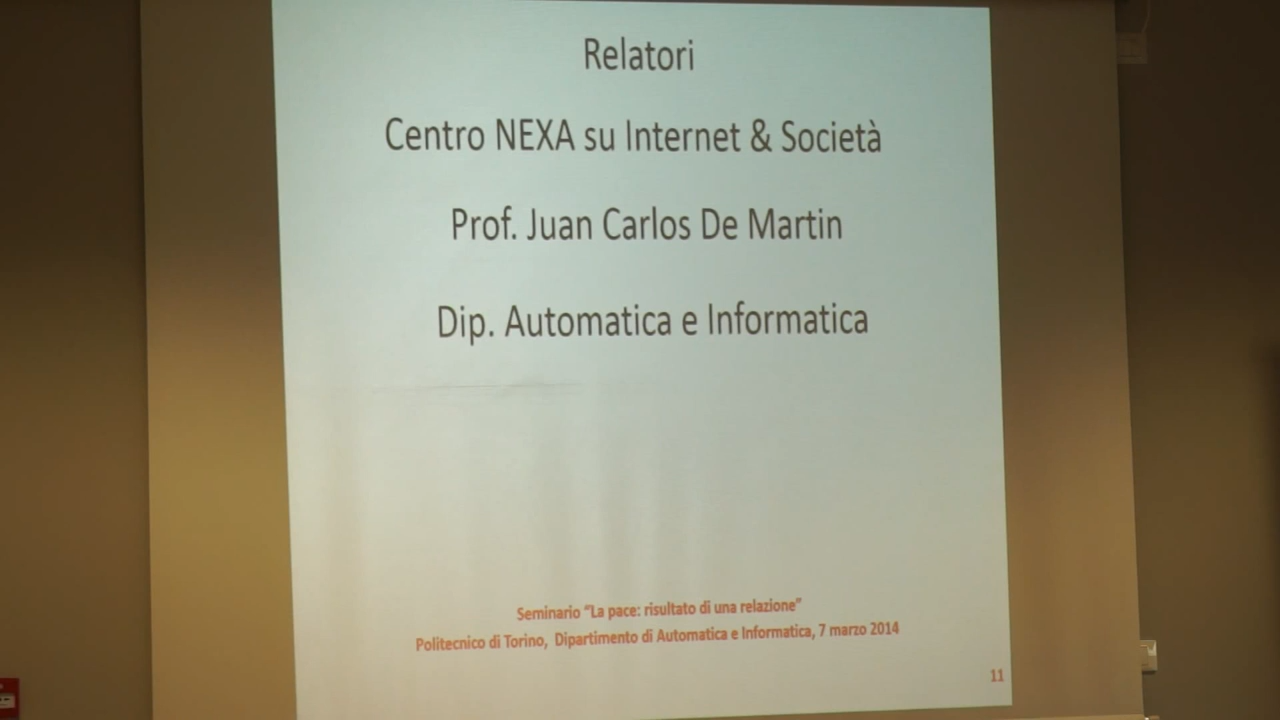 Relatori
Centro NEXA su Internet & Società
Prof. Juan Carlos De Martin
Dip. Automatica e Informatica
Seminario "La pace: risultato di una relazione"
Politecnico di Torino, Dipartimento di Automatica e Informatica, 7 marzo 2014
11